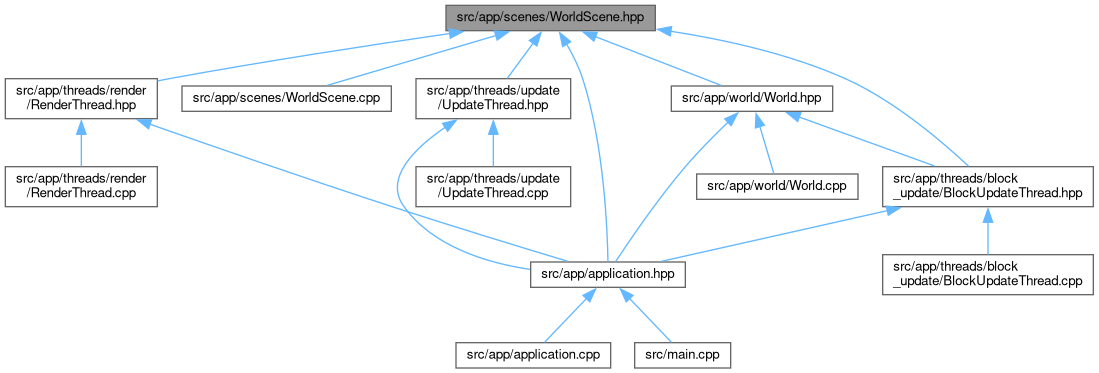 src/app/scenes/WorldScene.hpp
src/app/threads/render
/RenderThread.hpp
src/app/scenes/WorldScene.cpp
src/app/threads/update
/UpdateThread.hpp
src/app/world/World.hpp
src/app/threads/render
/RenderThread.cpp
src/app/threads/update
/UpdateThread.cpp
src/app/world/World.cpp
src/app/threads/block
_update/BlockUpdateThread.hpp
src/app/application.hpp
src/app/threads/block
_update/BlockUpdateThread.cpp
src/app/application.cpp
src/main.cpp